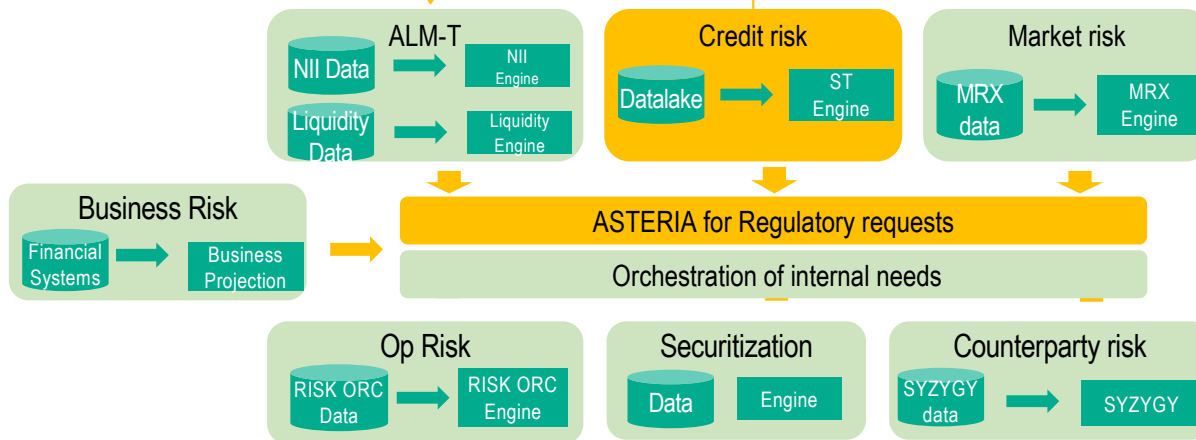 ALM-T
NII Data
NII
Engine
Liquidity
Data
Liquidity
Engine
Credit risk
Datalake
ST
Engine
Market risk
MRX
data
MRX
Engine
Business Risk
Financial
Systems
Business
Projection
ASTERIA for Regulatory requests
Orchestration of internal needs
Op Risk
RISK ORC
Data
RISK ORC
Engine
Securitization
Data
Engine
Counterparty risk
SYZYGY
data
SYZYGY